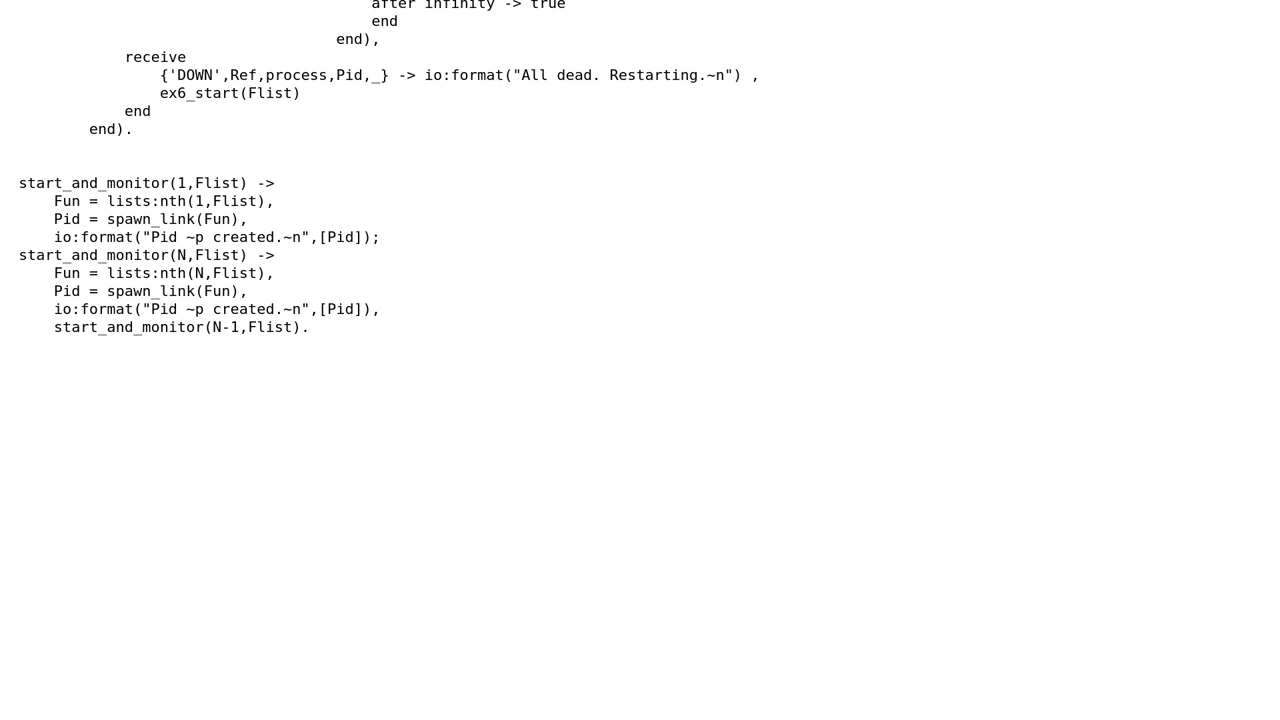 after infinity -> true
end
end),
receive
{'DOWN',Ref,process,Pid,_} -> io:format("All dead. Restarting.~n") ,
ex6_start(Flist)
end
end).
start_and_monitor(1,Flist) ->
Fun = lists:nth(1,Flist),
Pid = spawn_link(Fun),
io:format("Pid ~p created.~n",[Pid]);
start_and_monitor(N,Flist) ->
Fun = lists:nth(N,Flist),
Pid = spawn_link(Fun),
io:format("Pid ~p created.~n",[Pid]),
start_and_monitor(N-1,Flist).